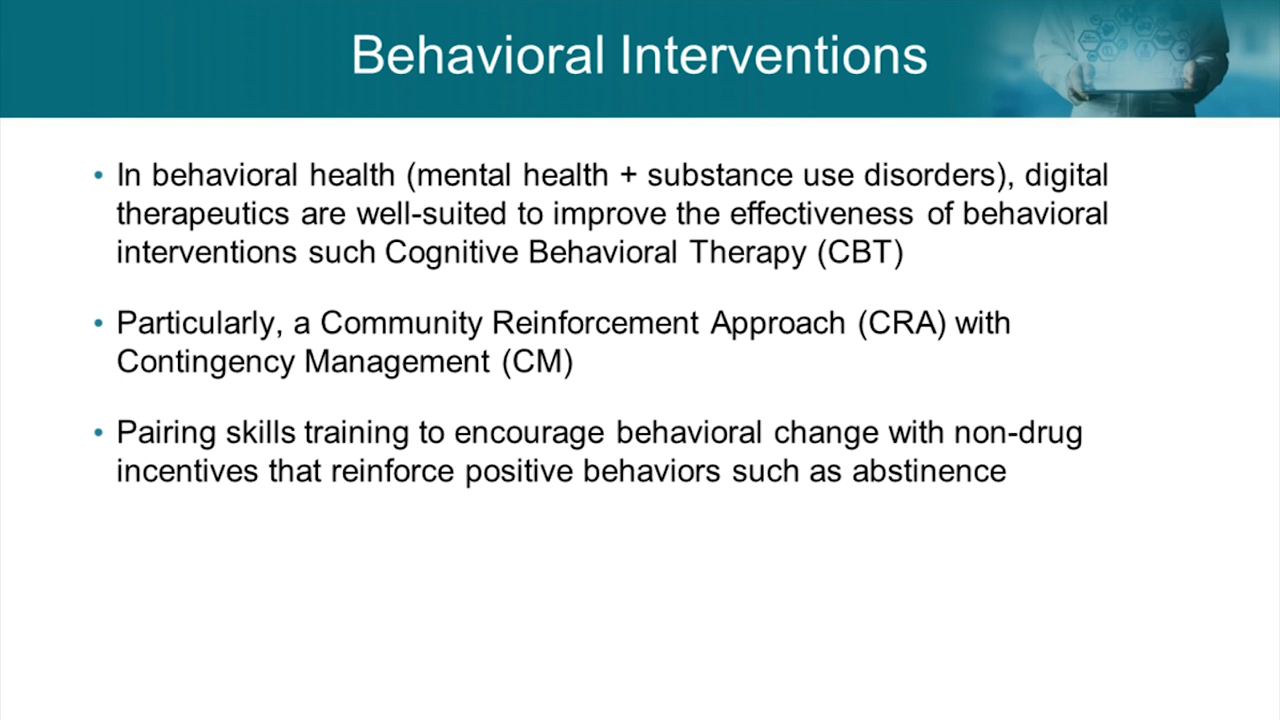 Behavioral Interventions
• In behavioral health (mental health + substance use disorders), digital
therapeutics are well-suited to improve the effectiveness of behavioral
interventions such Cognitive Behavioral Therapy (CBT)
• Particularly, a Community Reinforcement Approach (CRA) with
Contingency Management (CM)
• Pairing skills training to encourage behavioral change with non-drug
incentives that reinforce positive behaviors such as abstinence